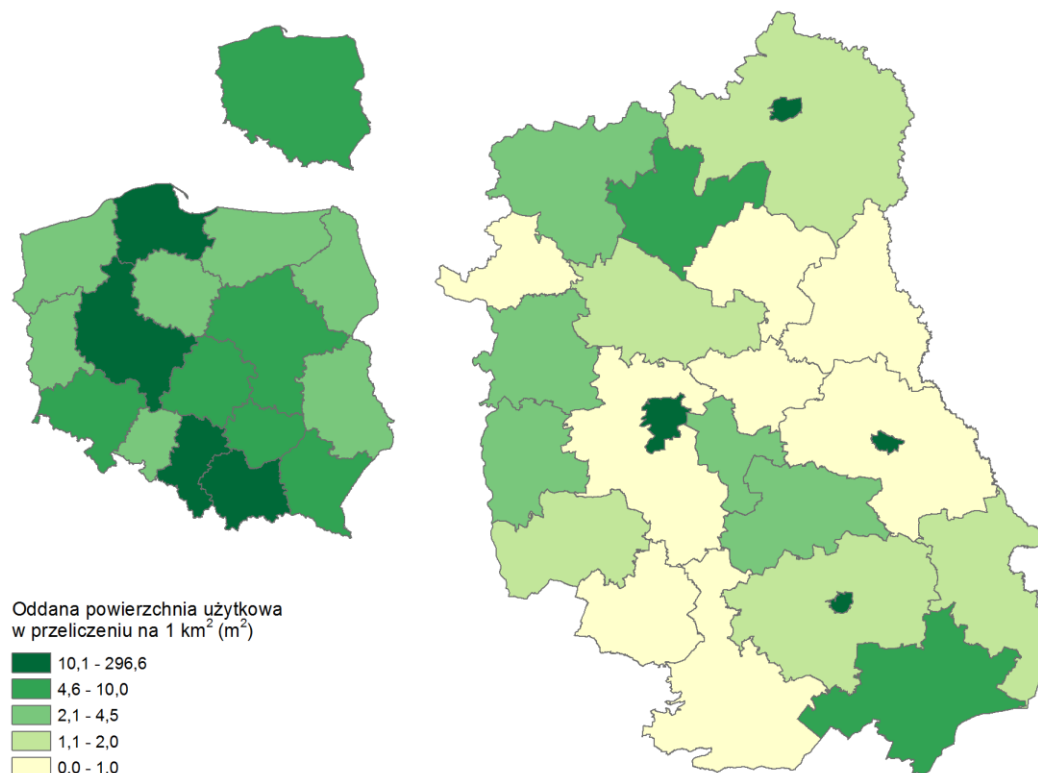 Oddana powierzchnia użytkowa
w przeliczeniu na 1 km² (m²)
10,1 - 296,6
4,6 - 10,0
2,1 - 4,5
1,1 - 2,0
0,0 - 1,0